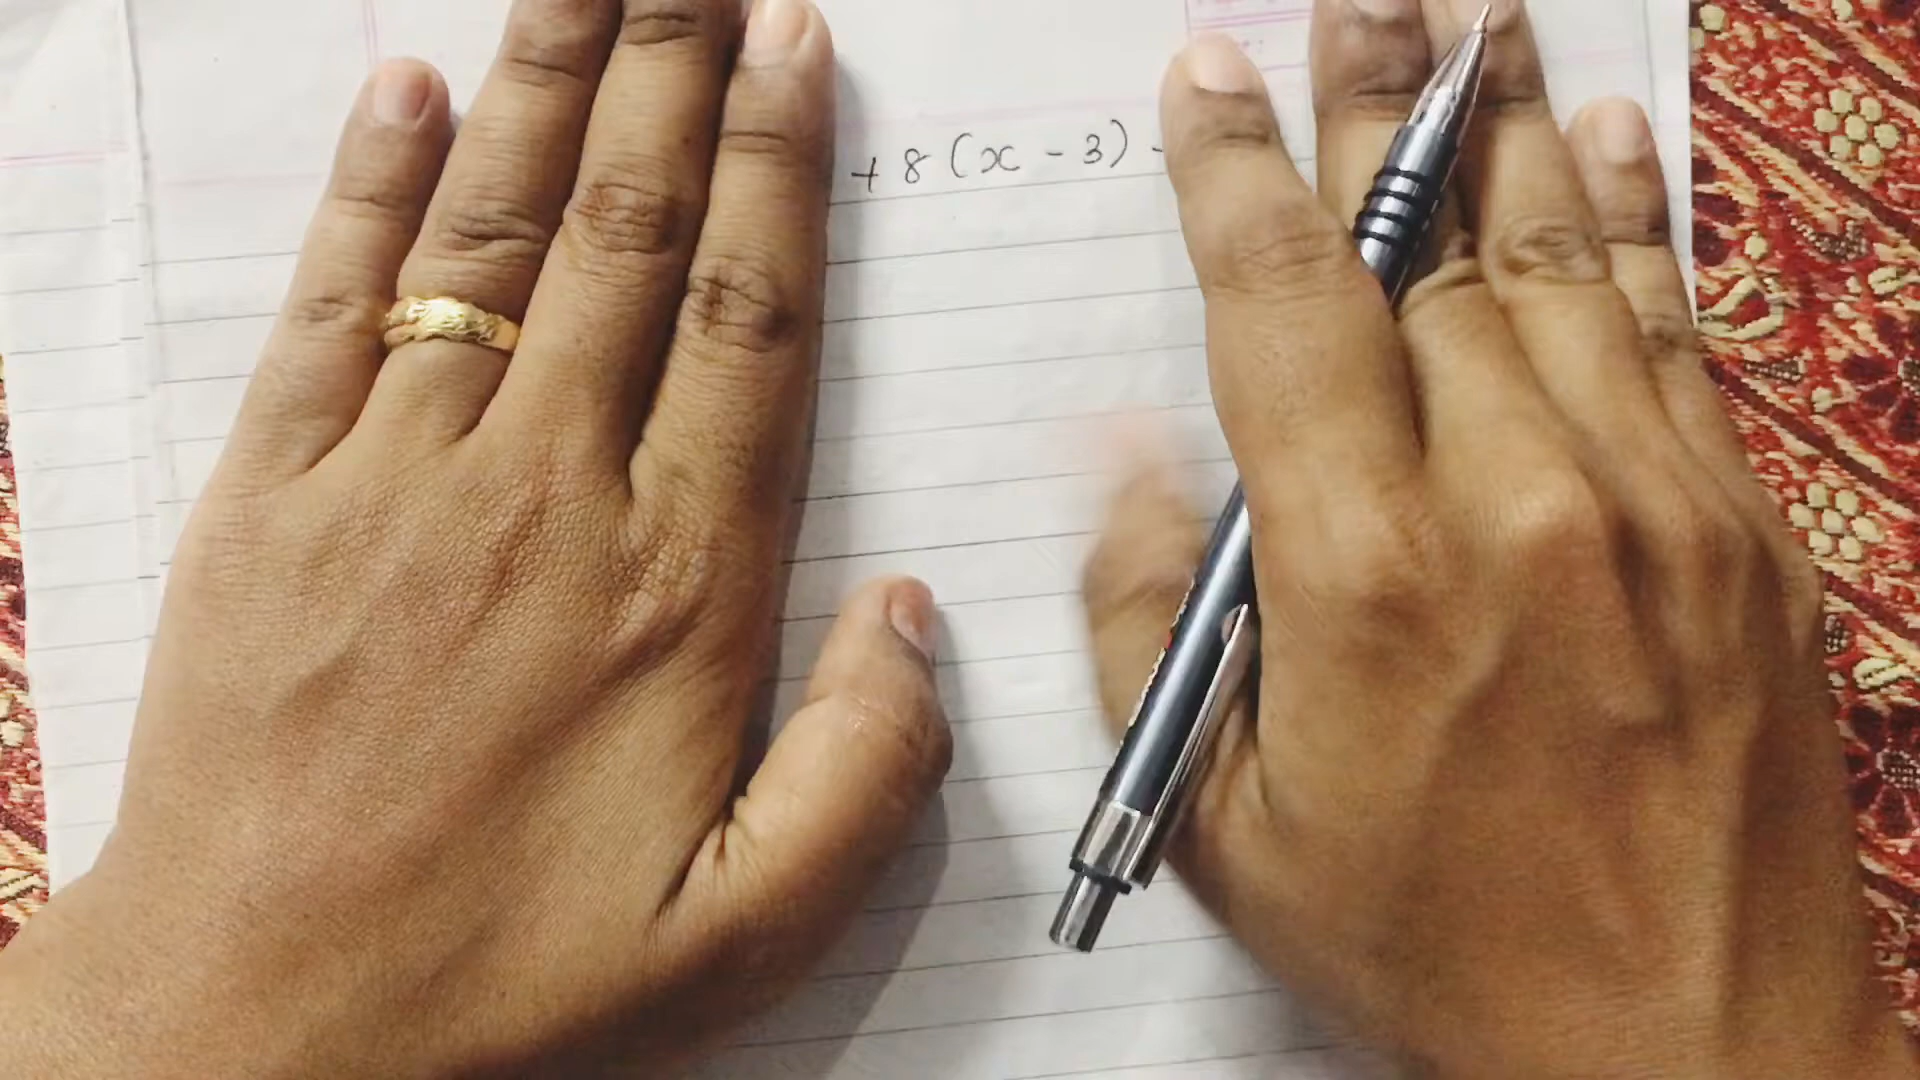 + 8 (x - 3) -